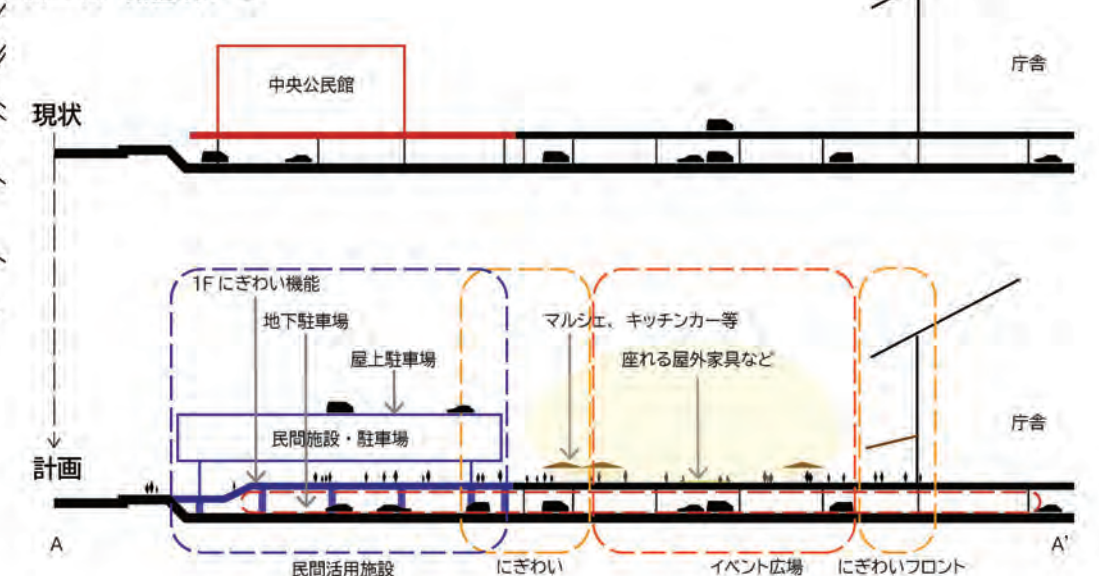 中央公民館
庁舎
現状
1F にぎわい機能
地下駐車場
マルシェ、キッチンカー等
屋上駐車場
座れる屋外家具など
民間施設・駐車場
庁舎
計画
A
A'
民間活用施設
にぎわい
イベント広場
にぎわいフロント